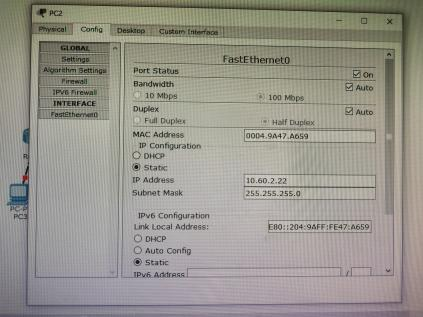 PC2
Physical Config Desktop Custom Interface
GLOBAL
Settings
Algorithm Settings
Firewall
IPV6 Firewall
INTERFACE
FastEthernet0
FastEthernet0
Port Status On
Bandwidth Auto
10 Mbps 100 Mbps
Duplex Auto
Full Duplex Half Duplex
MAC Address 0004.9A47.A659
IP Configuration
DHCP
Static
IP Address 10.60.2.22
Subnet Mask 255.255.255.0
IPv6 Configuration
Link Local Address: E80::204:9AFF:FE47:A659
DHCP
Auto Config
Static
IPv6 Address /
R
PC-P
PC3